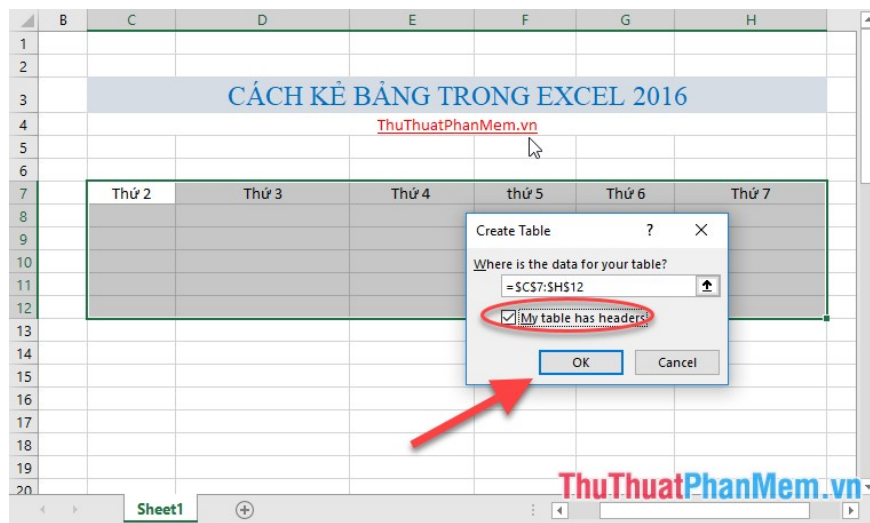 B C D E F G H
1
2
3 CÁCH KẺ BẢNG TRONG EXCEL 2016
4 ThuThuatPhanMem.vn
5
6
7 Thứ 2 Thứ 3 Thứ 4 thứ 5 Thứ 6 Thứ 7
8
9
10
11
12
Create Table ? X
Where is the data for your table?
=$C$7:$H$12
My table has headers
OK Cancel
13
14
15
16
17
18
19
20
ThuThuatPhanMem.vn
Sheet1